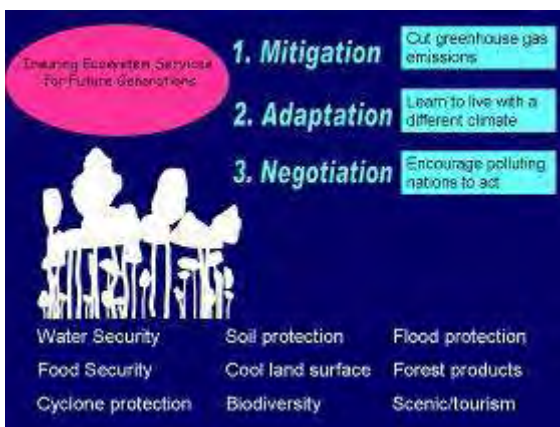 Insuring Ecosystem Services
for Future Generations
1. Mitigation
Cut greenhouse gas
emissions
2. Adaptation
Learn to live with a
different climate
3. Negotiation
Encourage polluting
nations to act
Water Security
Soil protection
Flood protection
Food Security
Cool land surface
Forest products
Cyclone protection
Biodiversity
Scenic/tourism